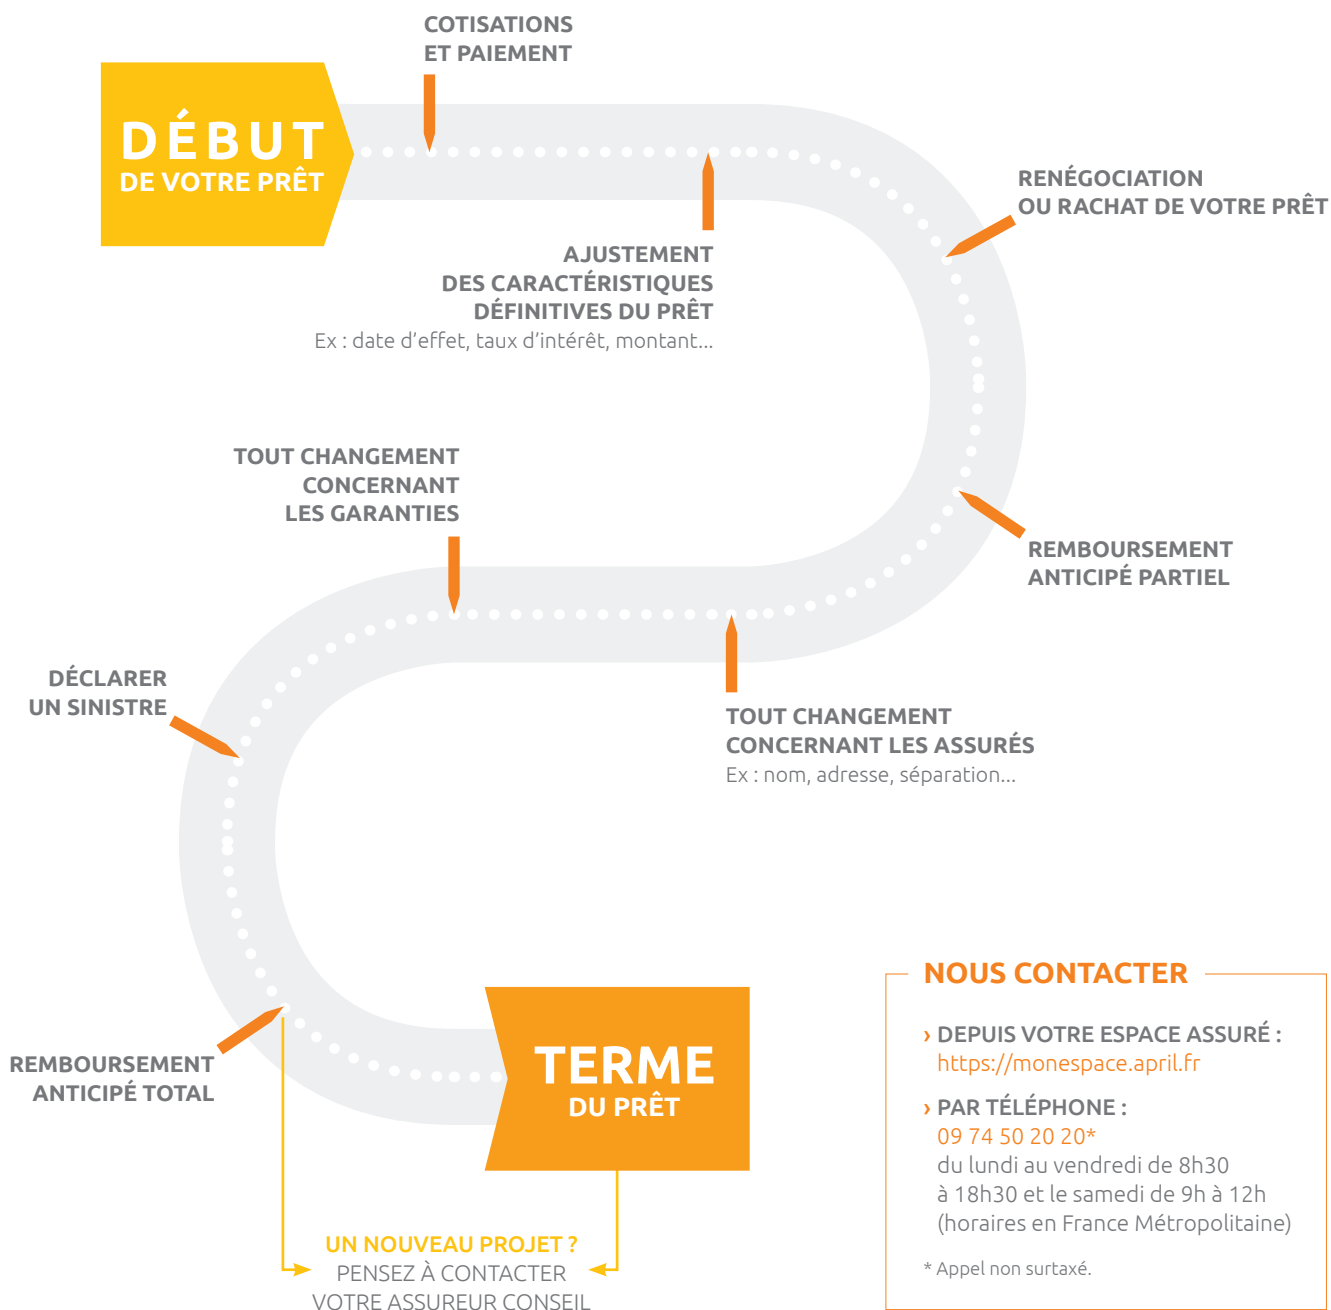 COTISATIONS
ET PAIEMENT
DÉBUT
DE VOTRE PRÊT
RENÉGOCIATION
OU RACHAT DE VOTRE PRÊT
AJUSTEMENT
DES CARACTÉRISTIQUES
DÉFINITIVES DU PRÊT
Ex : date d’effet, taux d’intérêt, montant...
TOUT CHANGEMENT
CONCERNANT
LES GARANTIES
REMBOURSEMENT
ANTICIPÉ PARTIEL
DÉCLARER
UN SINISTRE
TOUT CHANGEMENT
CONCERNANT LES ASSURÉS
Ex : nom, adresse, séparation...
REMBOURSEMENT
ANTICIPÉ TOTAL
TERME
DU PRÊT
UN NOUVEAU PROJET ?
PENSEZ À CONTACTER
VOTRE ASSUREUR CONSEIL
NOUS CONTACTER
› DEPUIS VOTRE ESPACE ASSURÉ :
https://monespace.april.fr
› PAR TÉLÉPHONE :
09 74 50 20 20*
du lundi au vendredi de 8h30
à 18h30 et le samedi de 9h à 12h
(horaires en France Métropolitaine)
* Appel non surtaxé.